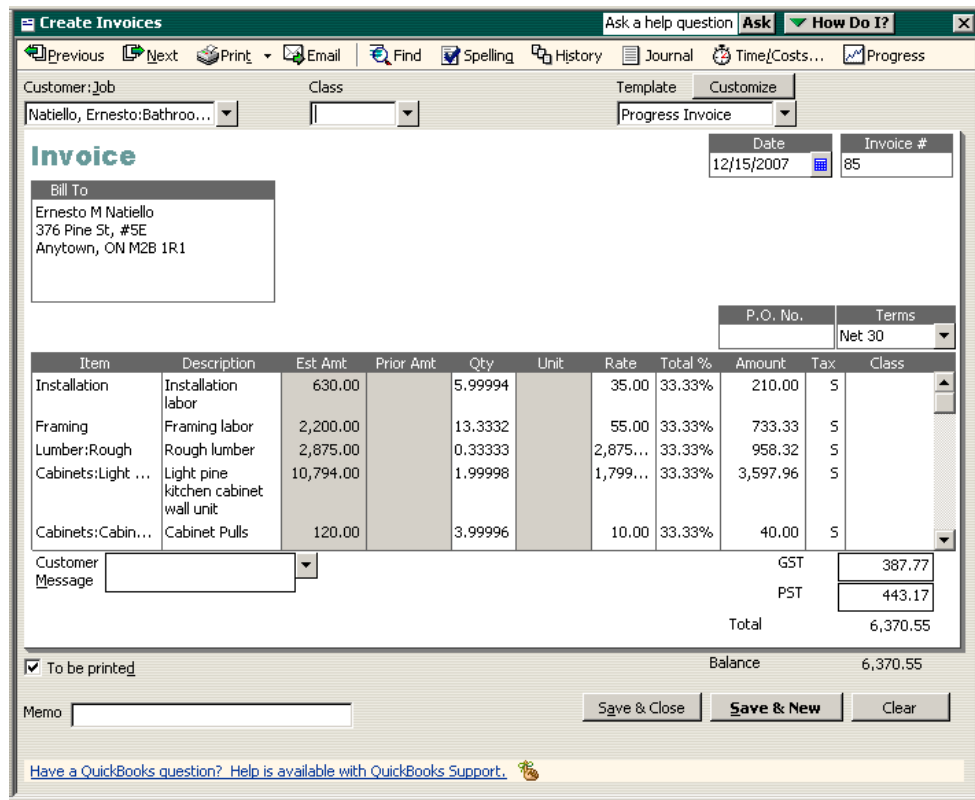 Create Invoices
Ask a help question Ask How Do I?
Previous Next Print Email Find Spelling History Journal Time/Costs... Progress
Customer:Job Class Template Customize
Natiello, Ernesto:Bathroo... Progress Invoice
Invoice
Date Invoice #
12/15/2007 85
Bill To
Ernesto M Natiello
376 Pine St, #5E
Anytown, ON M2B 1R1
P.O. No. Terms
Net 30
Item Description Est Amt Prior Amt Qty Unit Rate Total % Amount Tax Class
Installation Installation 630.00 5.99994 35.00 33.33% 210.00 S
labor
Framing Framing labor 2,200.00 13.3332 55.00 33.33% 733.33 S
Lumber:Rough Rough lumber 2,875.00 0.33333 2,875... 33.33% 958.32 S
Cabinets:Light ... Light pine 10,794.00 1.99998 1,799... 33.33% 3,597.96 S
kitchen cabinet
wall unit
Cabinets:Cabin... Cabinet Pulls 120.00 3.99996 10.00 33.33% 40.00 S
Customer GST 387.77
Message
PST 443.17
Total 6,370.55
To be printed Balance 6,370.55
Memo Save & Close Save & New Clear
Have a QuickBooks question? Help is available with QuickBooks Support.